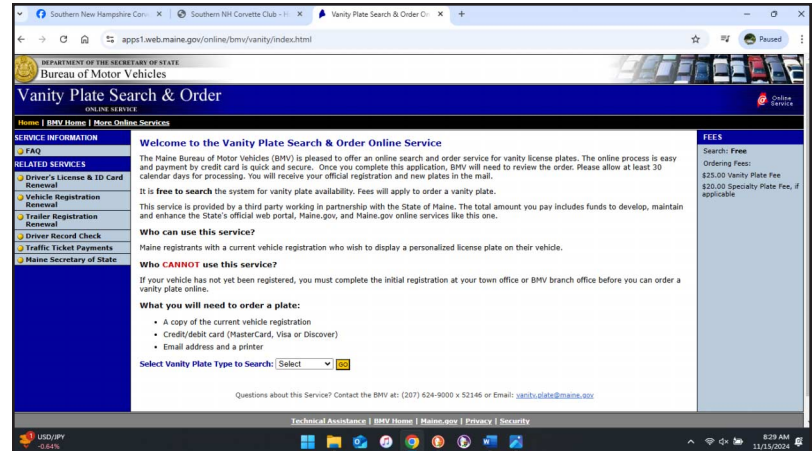 Southern New Hampshire Corv
Southern NH Corvette Club - H
Vanity Plate Search & Order On
apps1.web.maine.gov/online/bmv/vanity/index.html
Paused
DEPARTMENT OF THE SECRETARY OF STATE
Bureau of Motor Vehicles
Vanity Plate Search & Order
ONLINE SERVICE
Online
Service
Home | BMV Home | More Online Services
SERVICE INFORMATION
FAQ
RELATED SERVICES
Driver's License & ID Card
Renewal
Vehicle Registration
Renewal
Trailer Registration
Renewal
Driver Record Check
Traffic Ticket Payments
Maine Secretary of State
Welcome to the Vanity Plate Search & Order Online Service
The Maine Bureau of Motor Vehicles (BMV) is pleased to offer an online search and order service for vanity license plates. The online process is easy
and payment by credit card is quick and secure. Once you complete this application, BMV will need to review the order. Please allow at least 30
calendar days for processing. You will receive your official registration and new plates in the mail.
It is free to search the system for vanity plate availability. Fees will apply to order a vanity plate.
This service is provided by a third party working in partnership with the State of Maine. The total amount you pay includes funds to develop, maintain
and enhance the State's official web portal, Maine.gov, and Maine.gov online services like this one.
Who can use this service?
Maine registrants with a current vehicle registration who wish to display a personalized license plate on their vehicle.
Who CANNOT use this service?
If your vehicle has not yet been registered, you must complete the initial registration at your town office or BMV branch office before you can order a
vanity plate online.
What you will need to order a plate:
A copy of the current vehicle registration
Credit/debit card (MasterCard, Visa or Discover)
Email address and a printer
Select Vanity Plate Type to Search: Select GO
Questions about this Service? Contact the BMV at: (207) 624-9000 x 52146 or Email: vanity.plate@maine.gov
FEES
Search: Free
Ordering Fees:
$25.00 Vanity Plate Fee
$20.00 Specialty Plate Fee, if
applicable
Technical Assistance | BMV Home | Maine.gov | Privacy | Security
1
USD/JPY
-0.64%
8:29 AM
11/15/2024